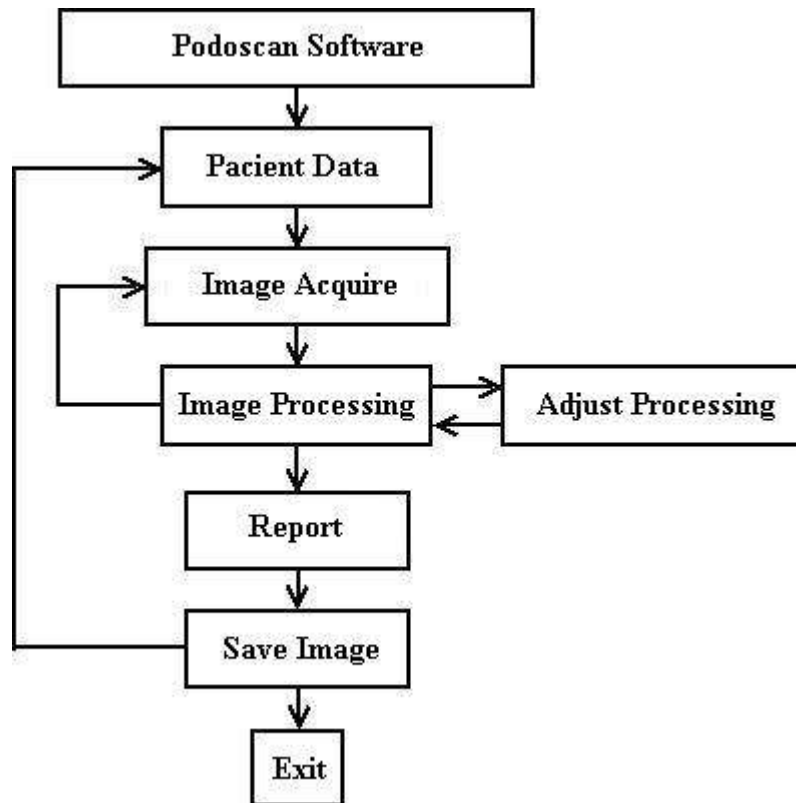 Podoscan Software
Pacient Data
Image Acquire
Image Processing
Adjust Processing
Report
Save Image
Exit